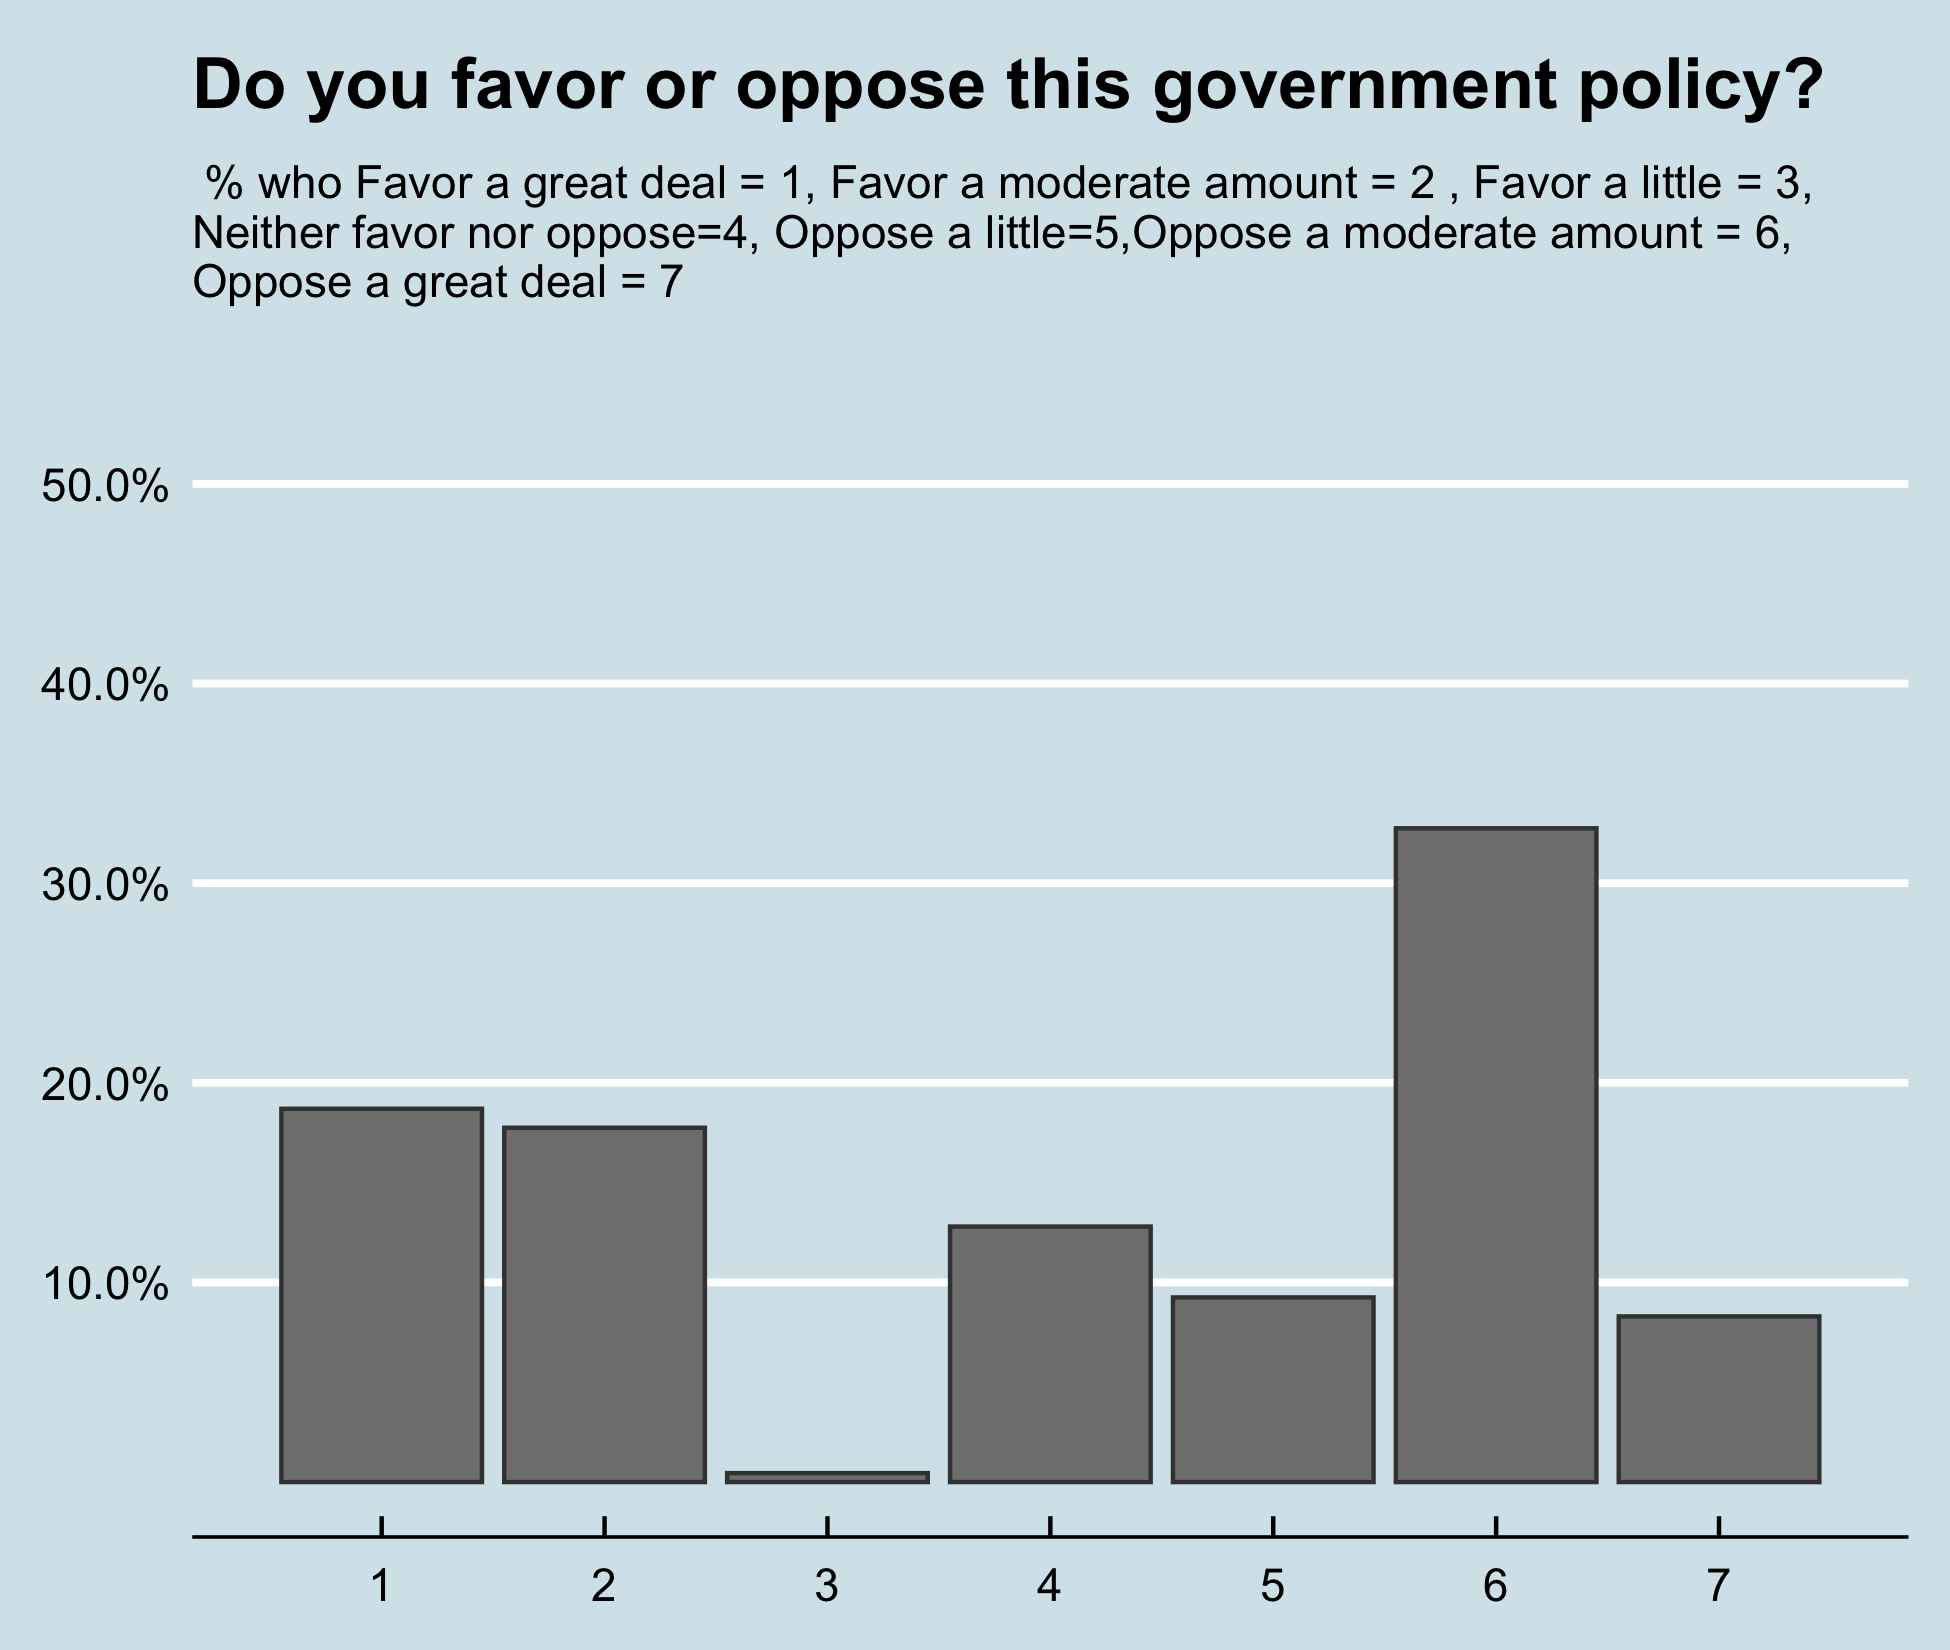 Do you favor or oppose this government policy?
% who Favor a great deal = 1, Favor a moderate amount = 2 , Favor a little = 3,
Neither favor nor oppose=4, Oppose a little=5,Oppose a moderate amount = 6,
Oppose a great deal = 7
50.0%
40.0%
30.0%
20.0%
10.0%
1 2 3 4 5 6 7